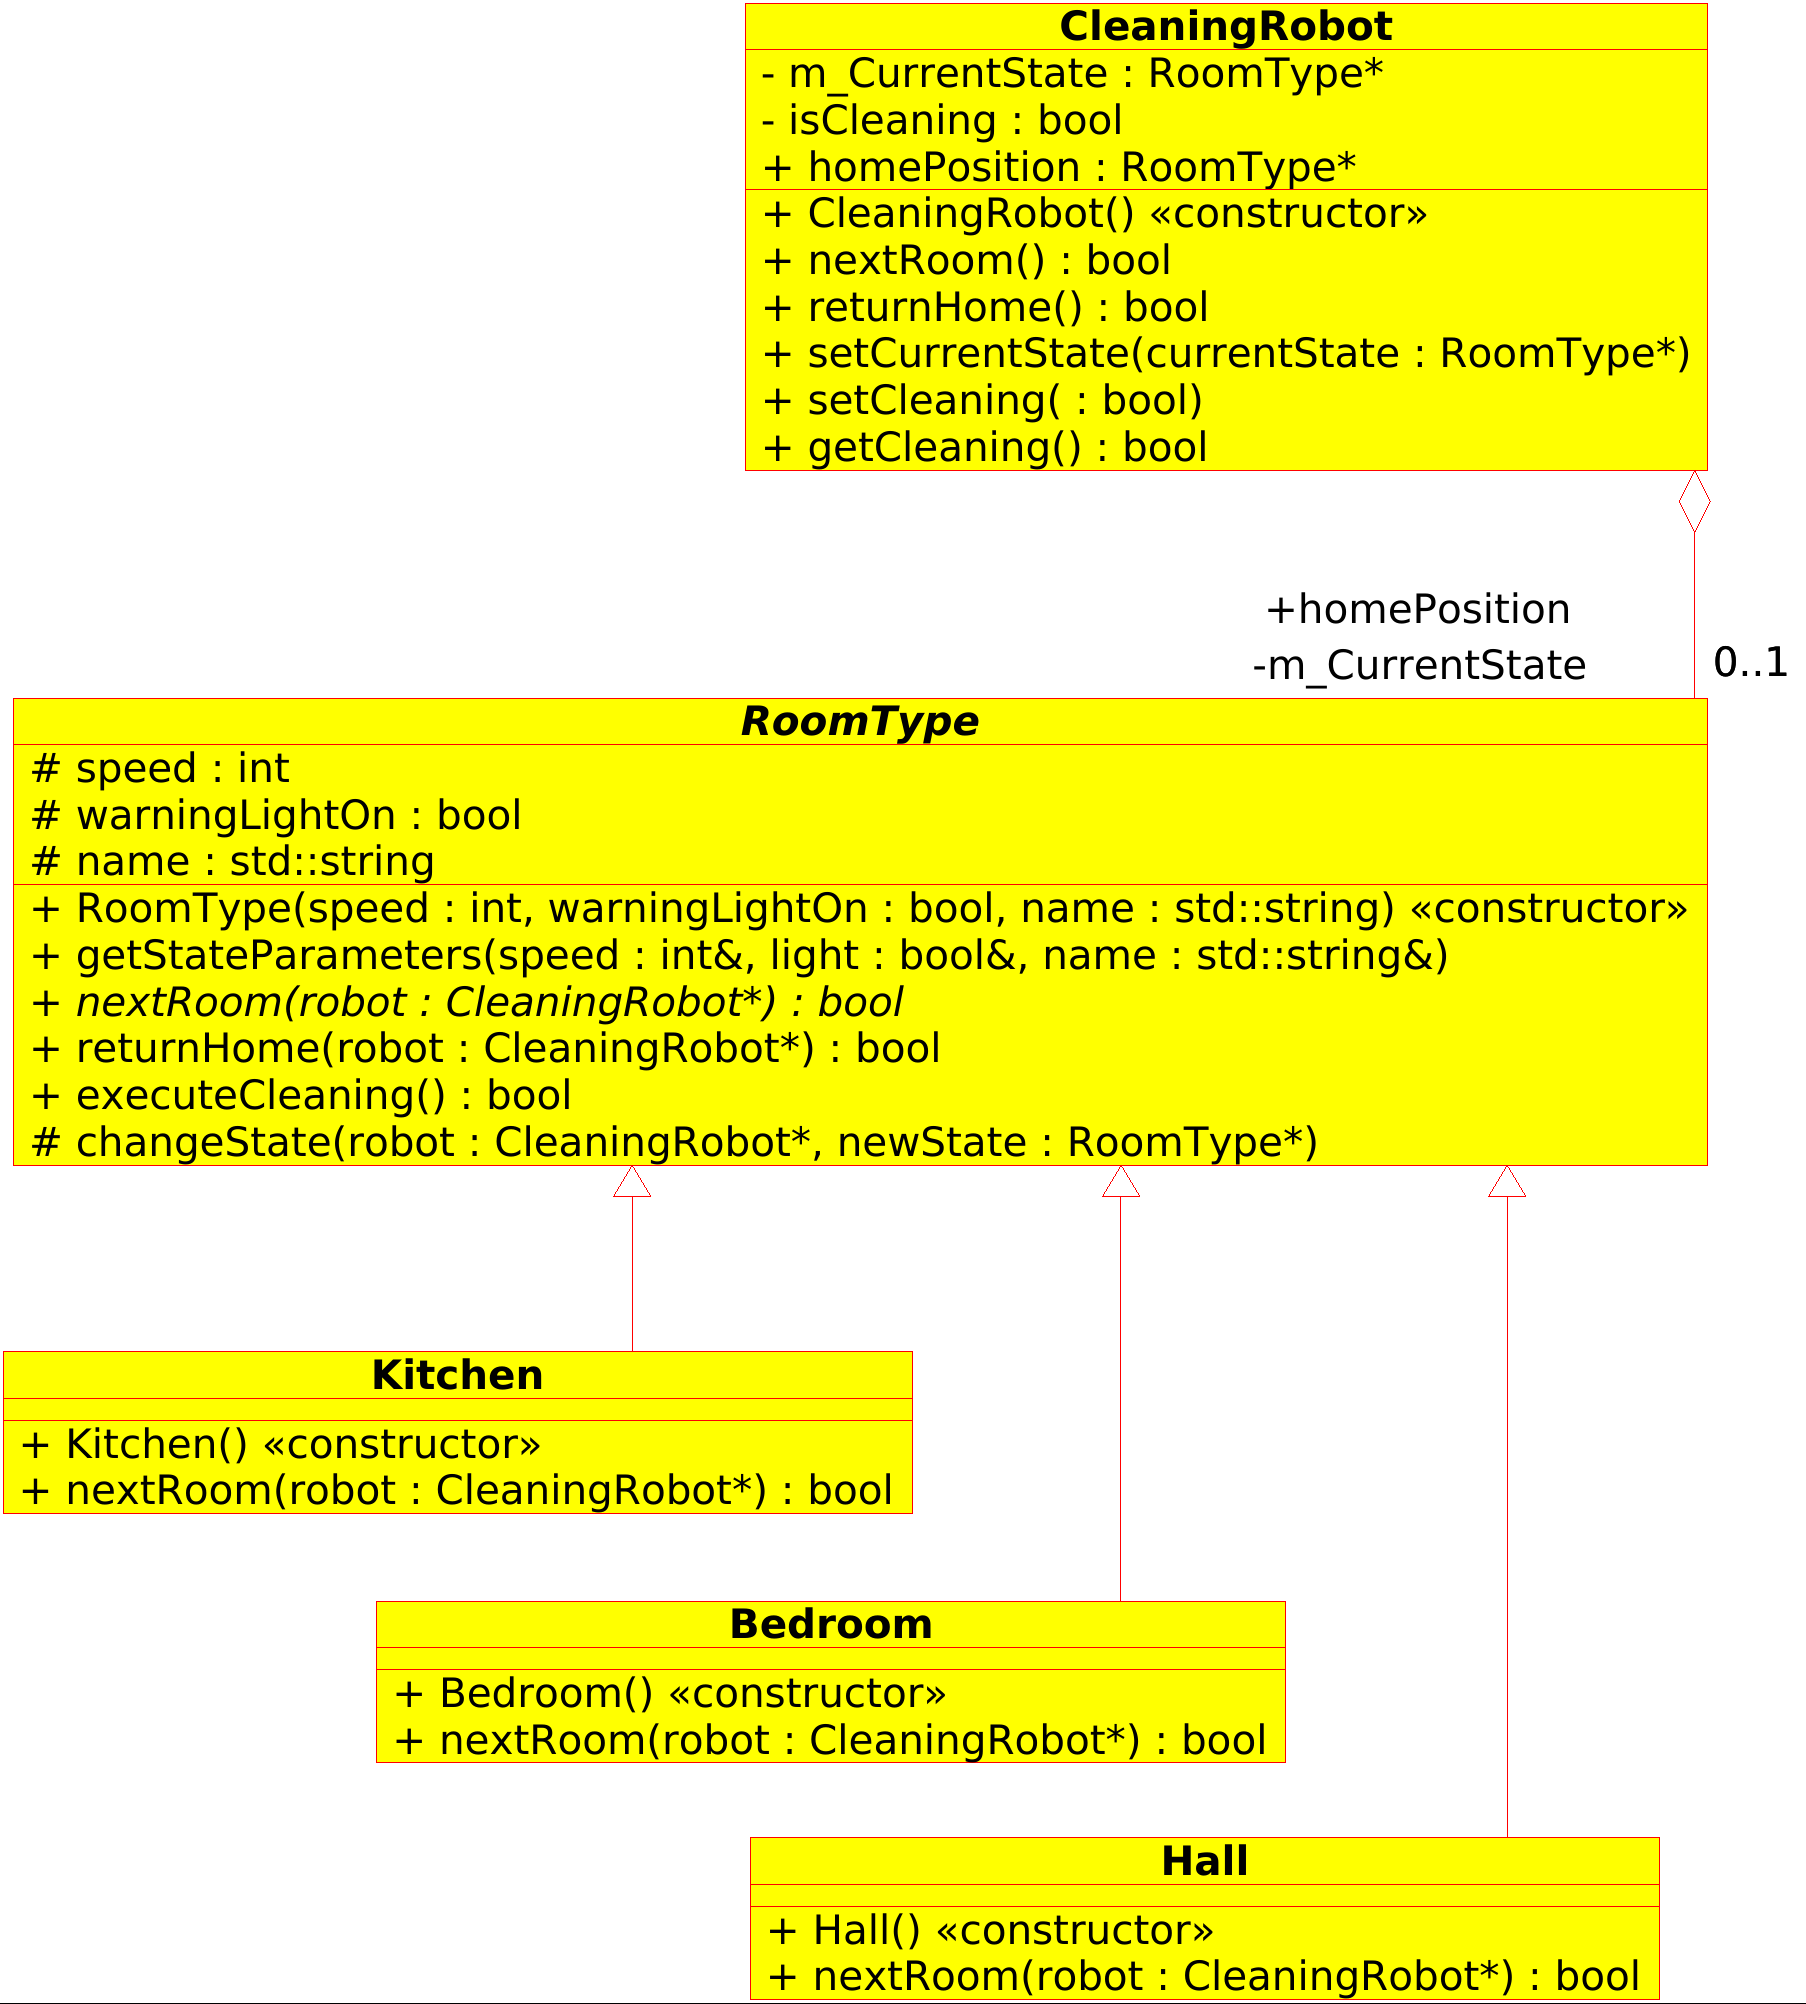 CleaningRobot
- m_CurrentState : RoomType*
- isCleaning : bool
+ homePosition : RoomType*
+ CleaningRobot() «constructor»
+ nextRoom() : bool
+ returnHome() : bool
+ setCurrentState(currentState : RoomType*)
+ setCleaning( : bool)
+ getCleaning() : bool
+homePosition
-m_CurrentState 0..1
RoomType
# speed : int
# warningLightOn : bool
# name : std::string
+ RoomType(speed : int, warningLightOn : bool, name : std::string) «constructor»
+ getStateParameters(speed : int&, light : bool&, name : std::string&)
+ nextRoom(robot : CleaningRobot*) : bool
+ returnHome(robot : CleaningRobot*) : bool
+ executeCleaning() : bool
# changeState(robot : CleaningRobot*, newState : RoomType*)
Kitchen
+ Kitchen() «constructor»
+ nextRoom(robot : CleaningRobot*) : bool
Bedroom
+ Bedroom() «constructor»
+ nextRoom(robot : CleaningRobot*) : bool
Hall
+ Hall() «constructor»
+ nextRoom(robot : CleaningRobot*) : bool